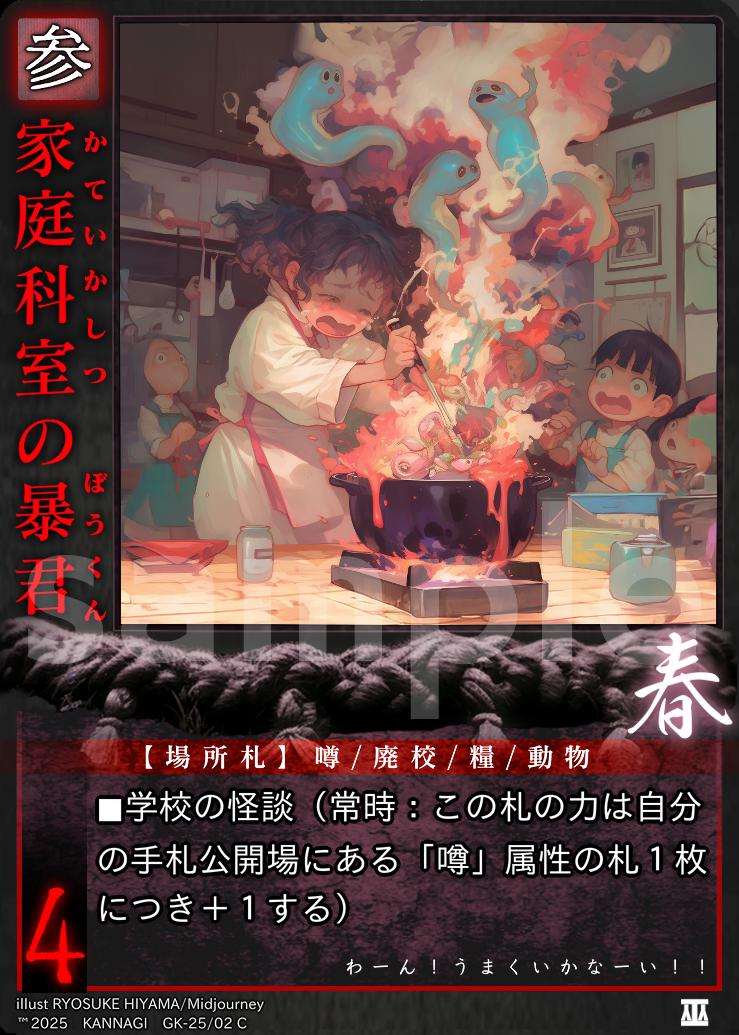 参
家庭科室の暴君
かていかしつ
ぼうくん
sample
春
【場所札】 噂/廃校/糧/動物
■学校の怪談（常時：この札の力は自分
の手札公開場にある「噂」属性の札１枚
につき＋１する）
4
わーん！うまくいかなーい！！
illust RYOSUKE HIYAMA/Midjourney
™2025 KANNAGI GK-25/02 C